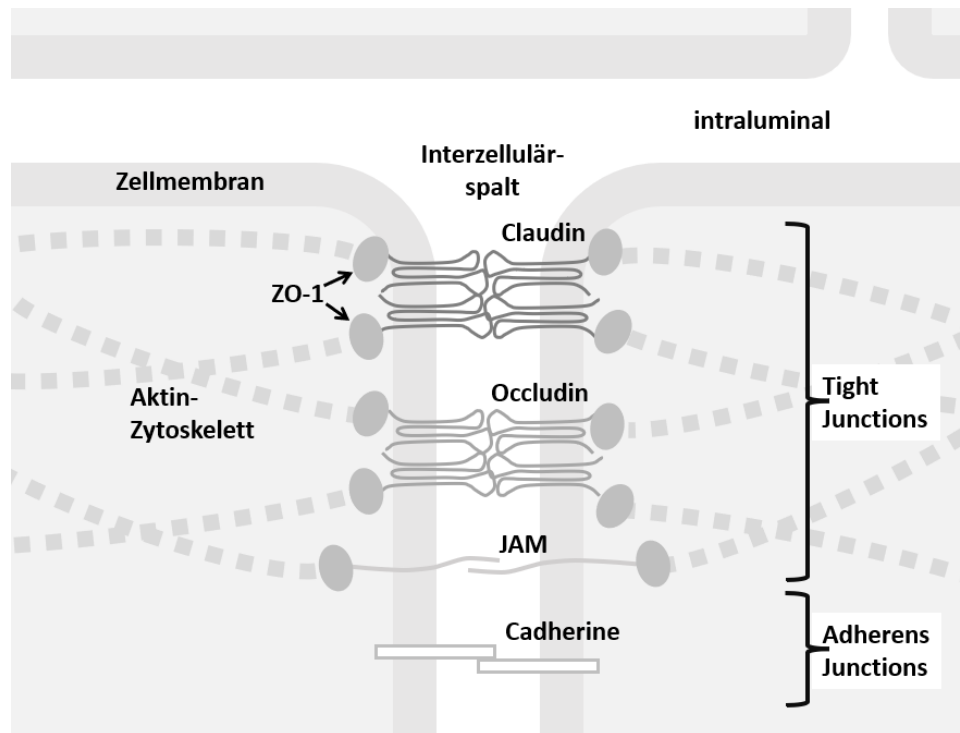 intraluminal
Interzellulär-
spalt
Zellmembran
Claudin
ZO-1
Occludin
Aktin-
Zytoskelett
Tight
Junctions
JAM
Cadherine
Adherens
Junctions